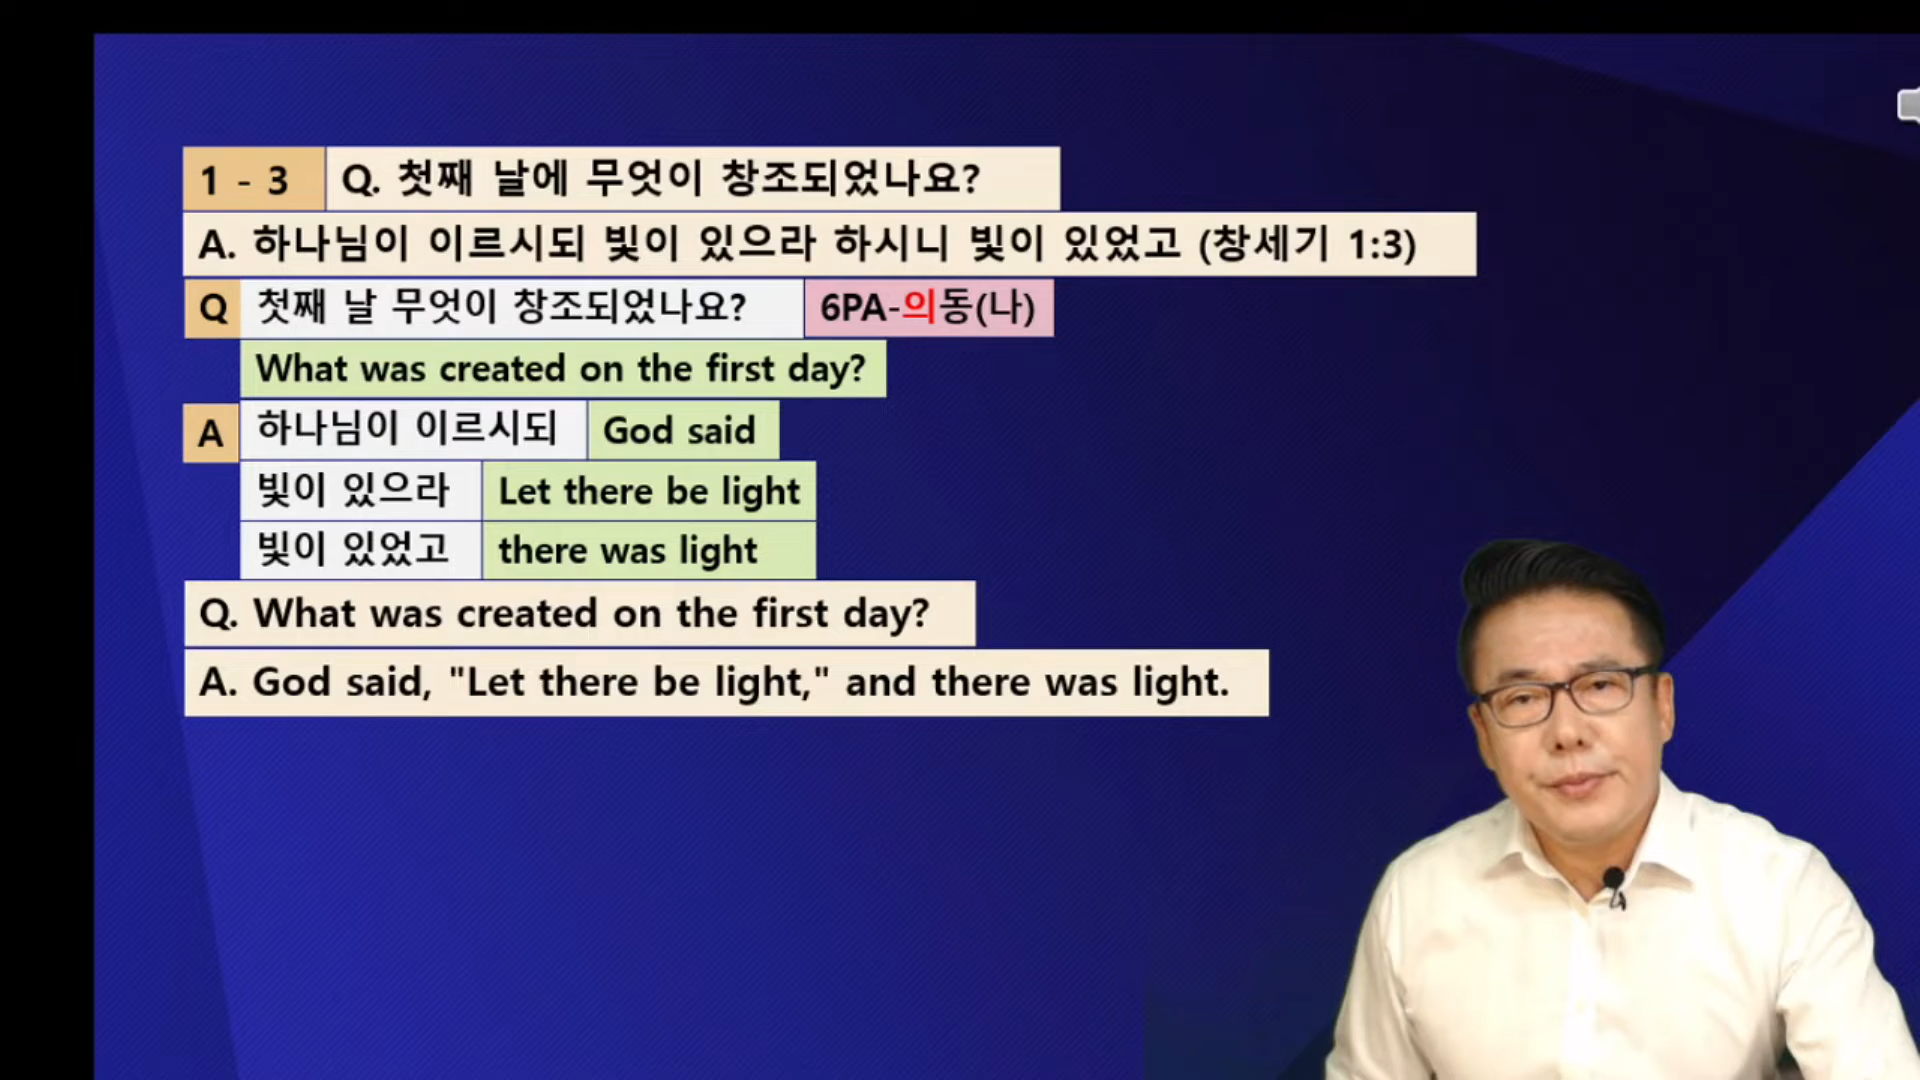 1 - 3 Q. 첫째 날에 무엇이 창조되었나요?
A. 하나님이 이르시되 빛이 있으라 하시니 빛이 있었고 (창세기 1:3)
Q 첫째 날 무엇이 창조되었나요? 6PA-의동(나)
What was created on the first day?
A 하나님이 이르시되 God said
빛이 있으라 Let there be light
빛이 있었고 there was light
Q. What was created on the first day?
A. God said, "Let there be light," and there was light.